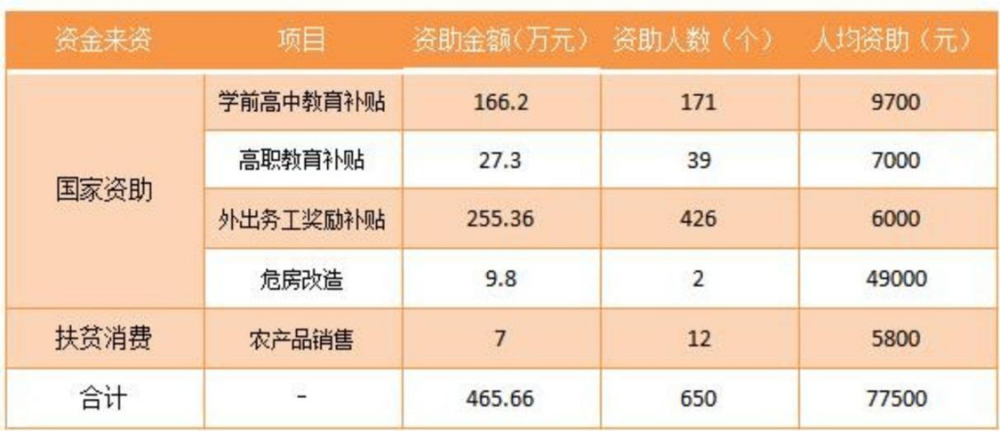 资金来资 项目 资助金额(万元) 资助人数（个） 人均资助（元）
国家资助 学前高中教育补贴 166.2 171 9700
高职教育补贴 27.3 39 7000
外出务工奖励补贴 255.36 426 6000
危房改造 9.8 2 49000
扶贫消费 农产品销售 7 12 5800
合计 - 465.66 650 77500